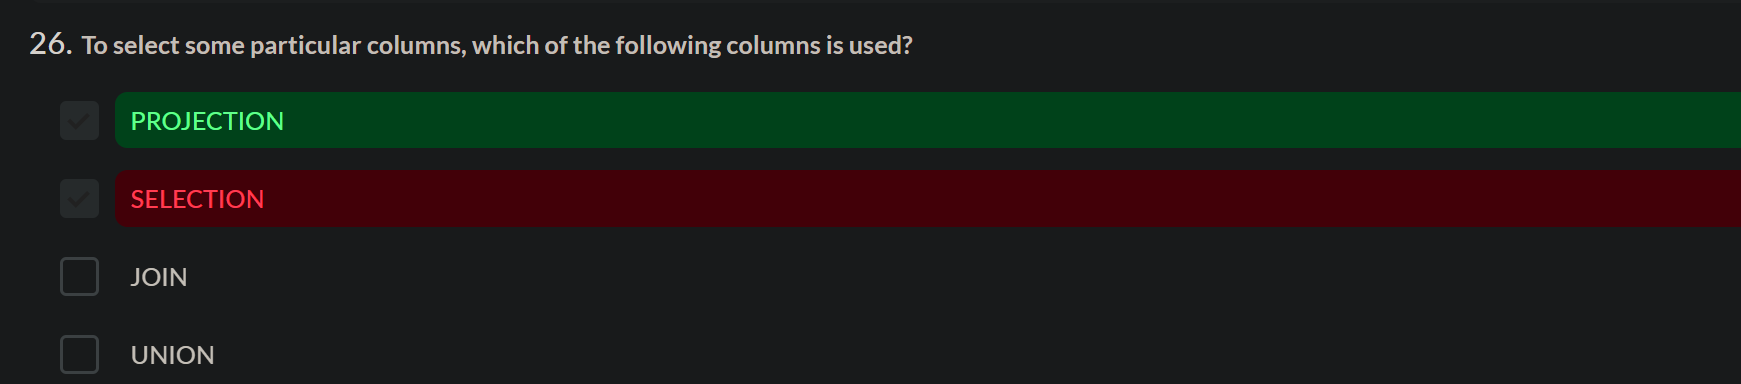 26. To select some particular columns, which of the following columns is used?
PROJECTION
SELECTION
JOIN
UNION